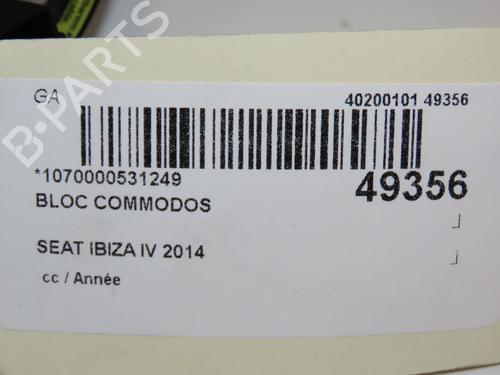 GA
40200101 49356
*1070000531249
49356
BLOC COMMODOS
SEAT IBIZA IV 2014
cc / Année
B-PARTS